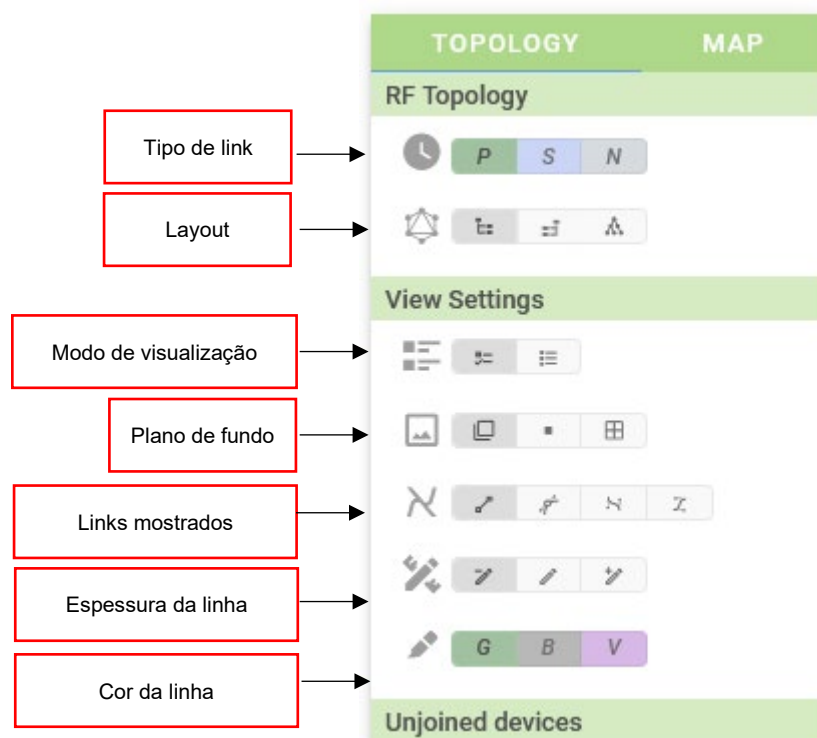 TOPOLOGY MAP
RF Topology
Tipo de link
P S N
Layout
View Settings
Modo de visualização
Plano de fundo
Links mostrados
Espessura da linha
G B V
Cor da linha
Unjoined devices